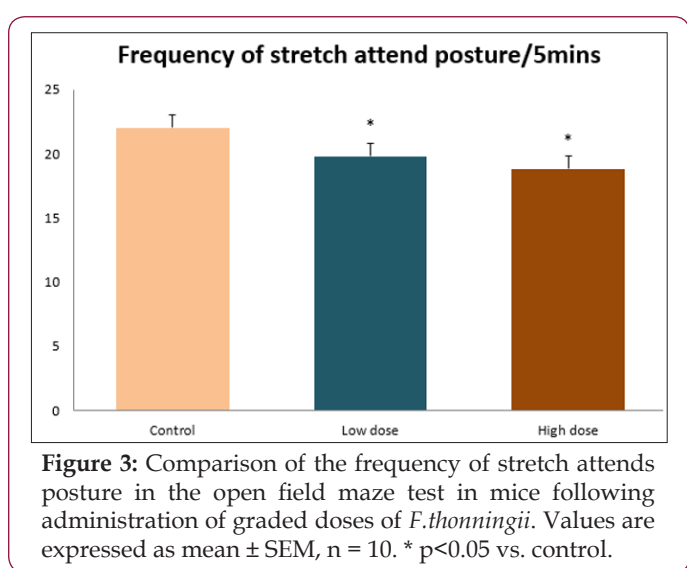 Frequency of stretch attend posture/5mins
25
20
15
10
5
0
* *
Control Low dose High dose
Figure 3: Comparison of the frequency of stretch attends
posture in the open field maze test in mice following
administration of graded doses of F.thonningii. Values are
expressed as mean ± SEM, n = 10. * p<0.05 vs. control.